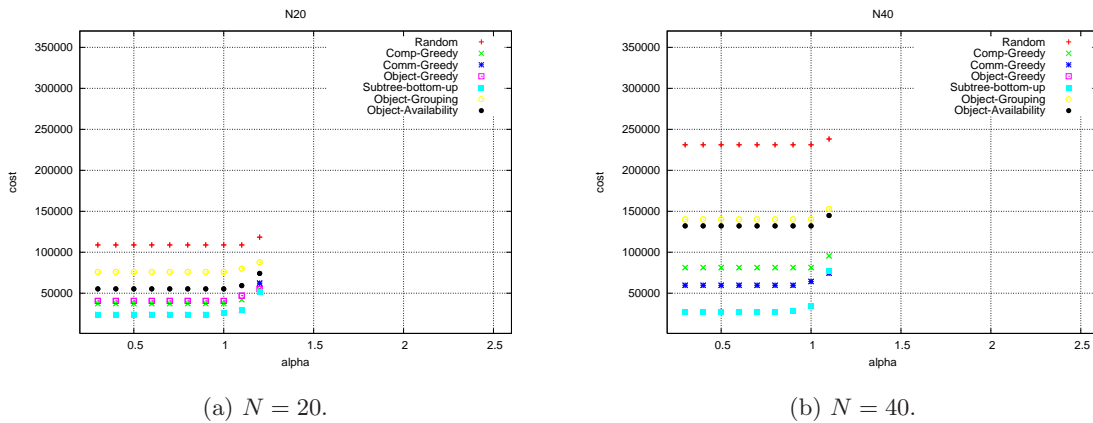 N20
350000
300000
250000
200000
150000
100000
50000
cost
Random
Comp-Greedy
Comm-Greedy
Object-Greedy
Subtree-bottom-up
Object-Grouping
Object-Availability
0.5 1 1.5 2 2.5
alpha
(a) N = 20.
N40
350000
300000
250000
200000
150000
100000
50000
cost
Random
Comp-Greedy
Comm-Greedy
Object-Greedy
Subtree-bottom-up
Object-Grouping
Object-Availability
0.5 1 1.5 2 2.5
alpha
(b) N = 40.